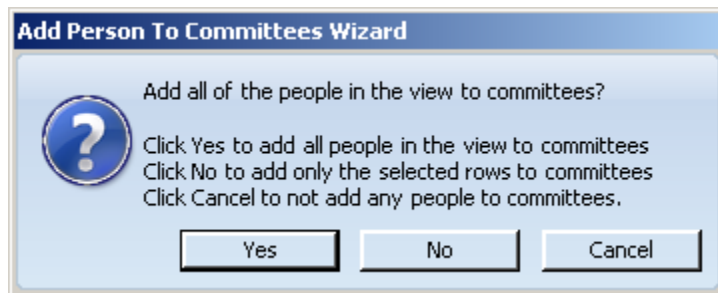 Add Person To Committees Wizard
Add all of the people in the view to committees?
Click Yes to add all people in the view to committees
Click No to add only the selected rows to committees
Click Cancel to not add any people to committees.
Yes
No
Cancel